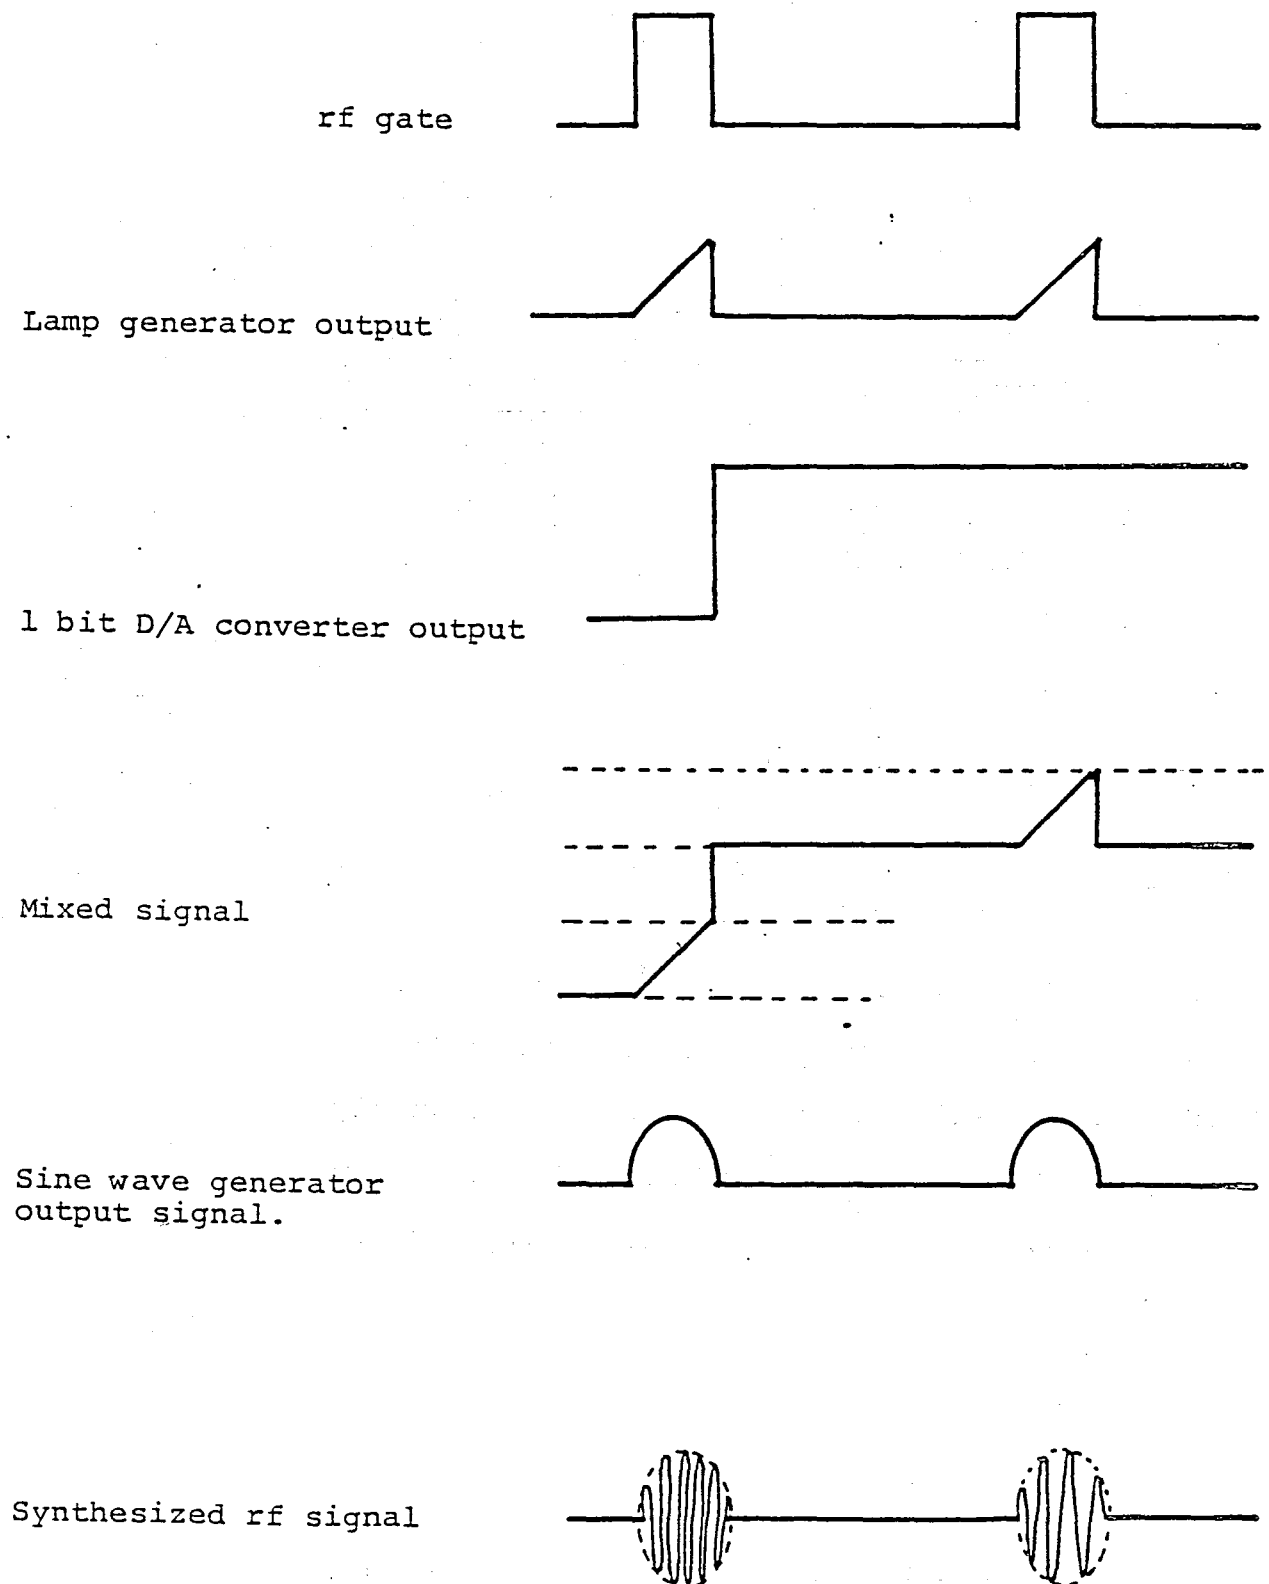 rf gate
Lamp generator output
1 bit D/A converter output
Mixed signal
Sine wave generator
output signal.
Synthesized rf signal